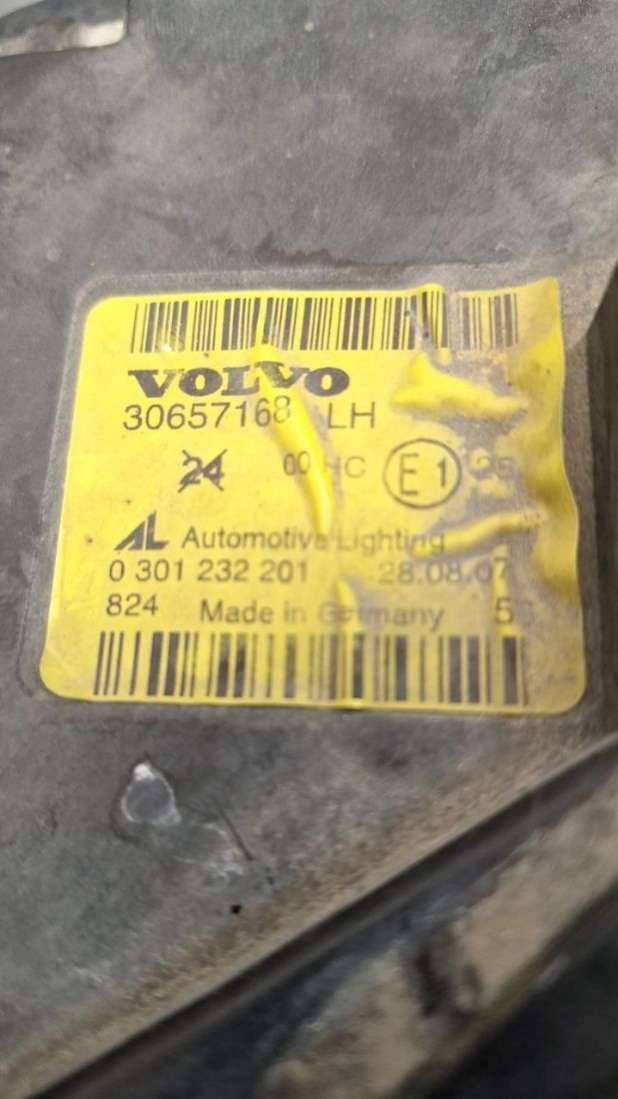 VOLVO
30657168 LH
24 00 HC E1
AL Automotive Lighting
0 301 232 201 28.08.07
824 Made in Germany